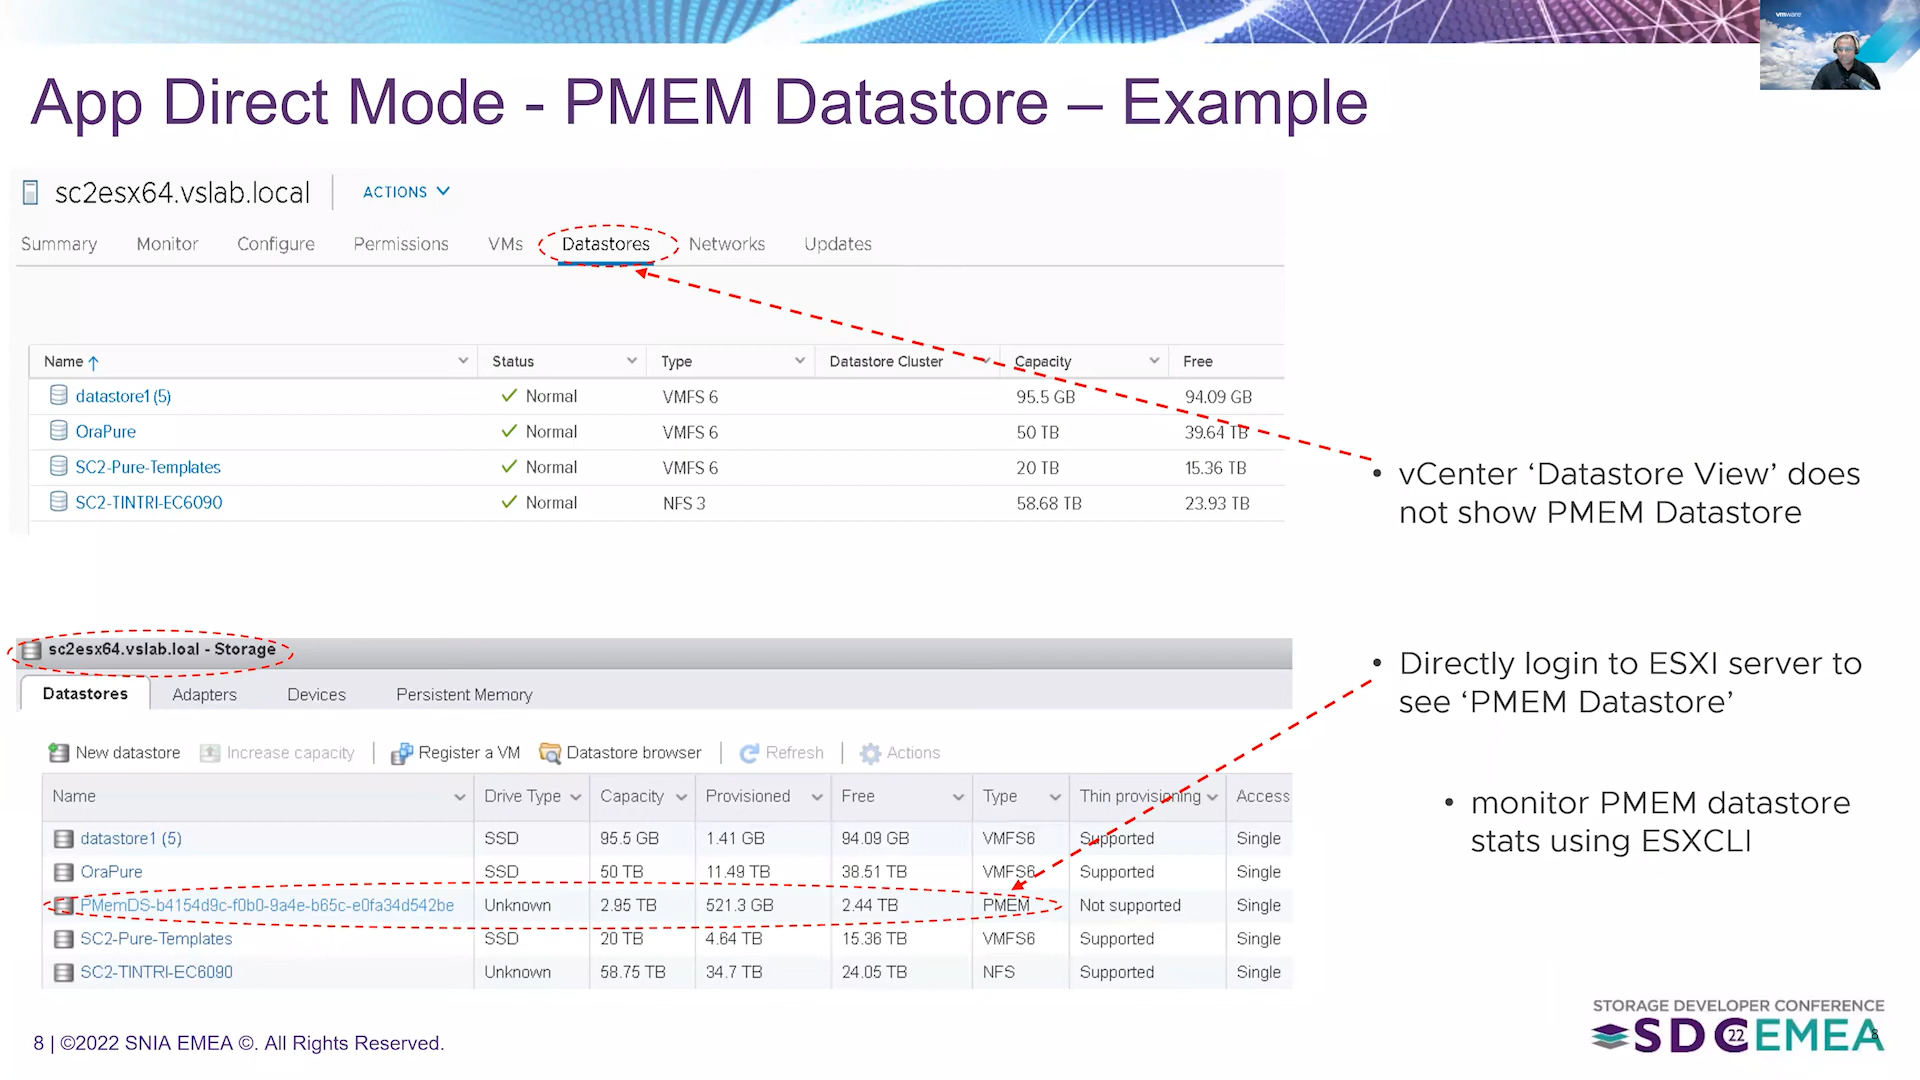 vmware
App Direct Mode - PMEM Datastore – Example
sc2esx64.vslab.local ACTIONS
Summary Monitor Configure Permissions VMs Datastores Networks Updates
Name Status Type Datastore Cluster Capacity Free
datastore1 (5) Normal VMFS 6 95.5 GB 94.09 GB
OraPure Normal VMFS 6 50 TB 39.64 TB
SC2-Pure-Templates Normal VMFS 6 20 TB 15.36 TB
SC2-TINTRI-EC6090 Normal NFS 3 58.68 TB 23.93 TB
• vCenter ‘Datastore View’ does
not show PMEM Datastore
sc2esx64.vslab.loal - Storage
Datastores Adapters Devices Persistent Memory
New datastore Increase capacity Register a VM Datastore browser Refresh Actions
Name Drive Type Capacity Provisioned Free Type Thin provisioning Access
datastore1 (5) SSD 95.5 GB 1.41 GB 94.09 GB VMFS6 Supported Single
OraPure SSD 50 TB 11.49 TB 38.51 TB VMFS6 Supported Single
PMemDS-b4154d9c-f0b0-9a4e-b65c-e0fa34d542be Unknown 2.95 TB 521.3 GB 2.44 TB PMEM Not supported Single
SC2-Pure-Templates SSD 20 TB 4.64 TB 15.36 TB VMFS6 Supported Single
SC2-TINTRI-EC6090 Unknown 58.75 TB 34.7 TB 24.05 TB NFS Supported Single
• Directly login to ESXI server to
see ‘PMEM Datastore’
• monitor PMEM datastore
stats using ESXCLI
8 | ©2022 SNIA EMEA ©. All Rights Reserved.
STORAGE DEVELOPER CONFERENCE
SDC 22 EMEA
8